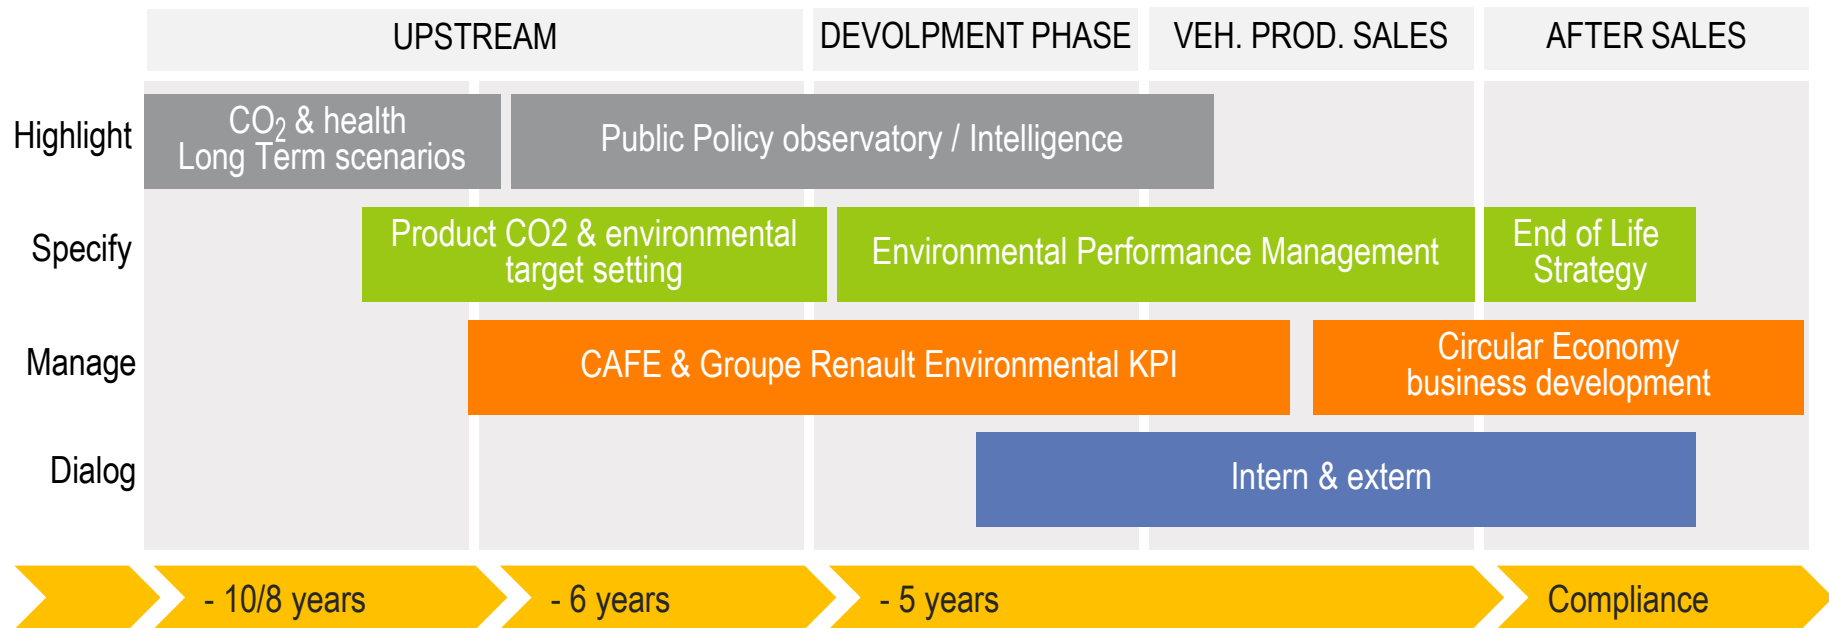 UPSTREAM
DEVOLPMENT PHASE
VEH. PROD. SALES
AFTER SALES
Highlight
CO₂ & health
Long Term scenarios
Public Policy observatory / Intelligence
Specify
Product CO2 & environmental
target setting
Environmental Performance Management
End of Life
Strategy
Manage
CAFE & Groupe Renault Environmental KPI
Circular Economy
business development
Dialog
Intern & extern
- 10/8 years
- 6 years
- 5 years
Compliance